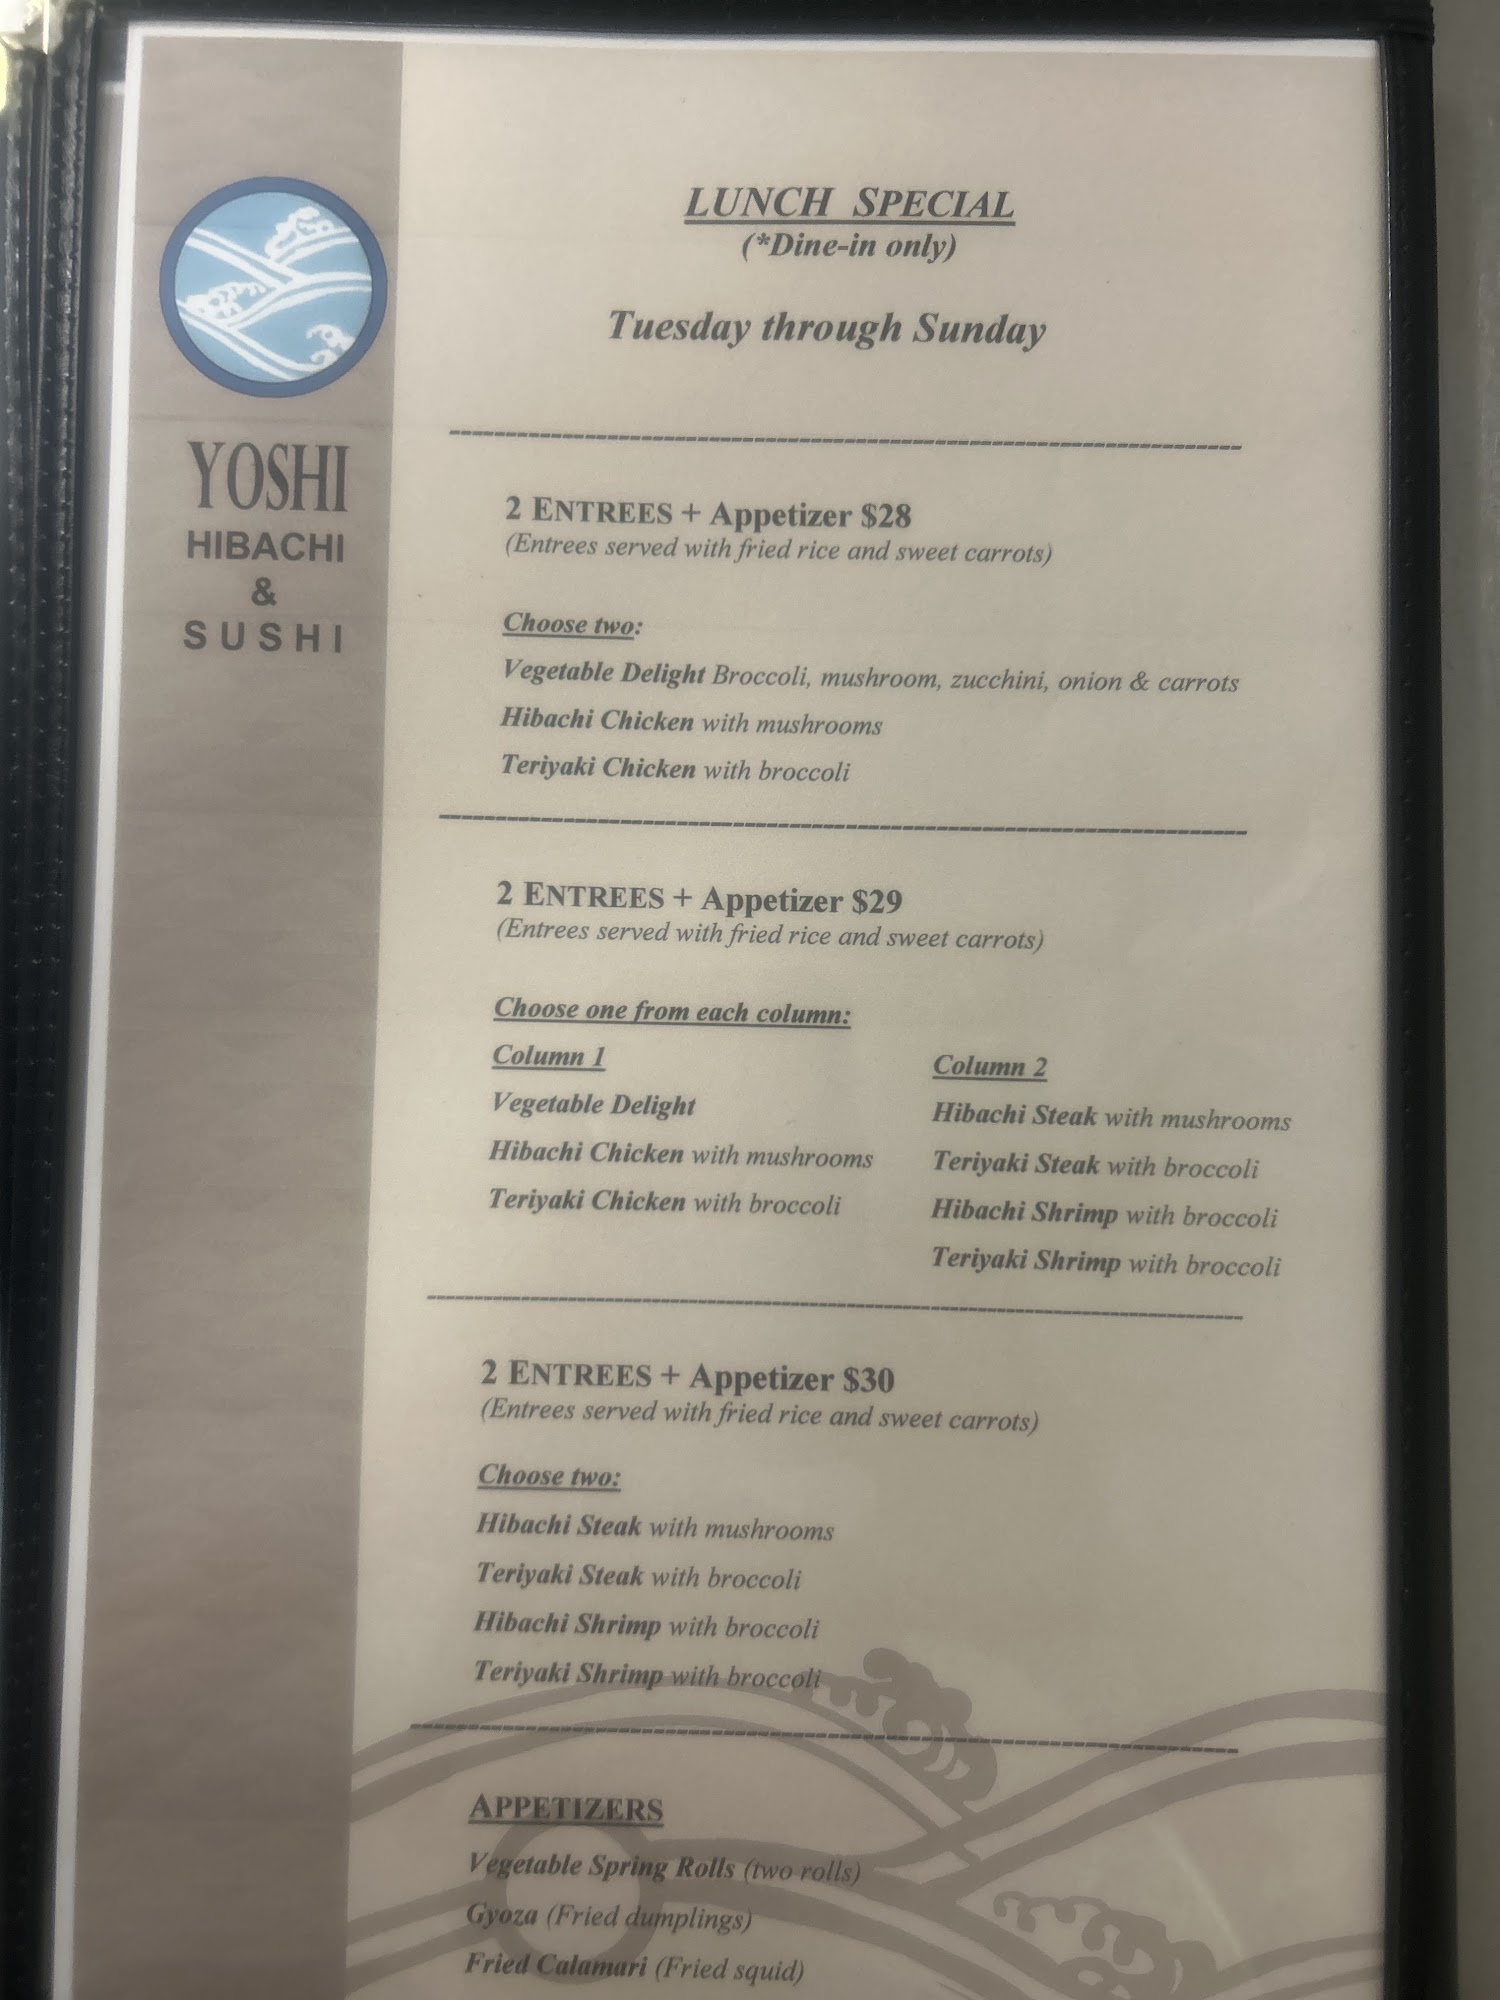 YOSHI
HIBACHI
&
SUSHI
LUNCH SPECIAL
(*Dine-in only)
Tuesday through Sunday
2 ENTREES + Appetizer $28
(Entrees served with fried rice and sweet carrots)
Choose two:
Vegetable Delight Broccoli, mushroom, zucchini, onion & carrots
Hibachi Chicken with mushrooms
Teriyaki Chicken with broccoli
2 ENTREES + Appetizer $29
(Entrees served with fried rice and sweet carrots)
Choose one from each column:
Column 1
Vegetable Delight
Hibachi Chicken with mushrooms
Teriyaki Chicken with broccoli
Column 2
Hibachi Steak with mushrooms
Teriyaki Steak with broccoli
Hibachi Shrimp with broccoli
Teriyaki Shrimp with broccoli
2 ENTREES + Appetizer $30
(Entrees served with fried rice and sweet carrots)
Choose two:
Hibachi Steak with mushrooms
Teriyaki Steak with broccoli
Hibachi Shrimp with broccoli
Teriyaki Shrimp with broccoli
APPETIZERS
Vegetable Spring Rolls (two rolls)
Gyoza (Fried dumplings)
Fried Calamari (Fried squid)